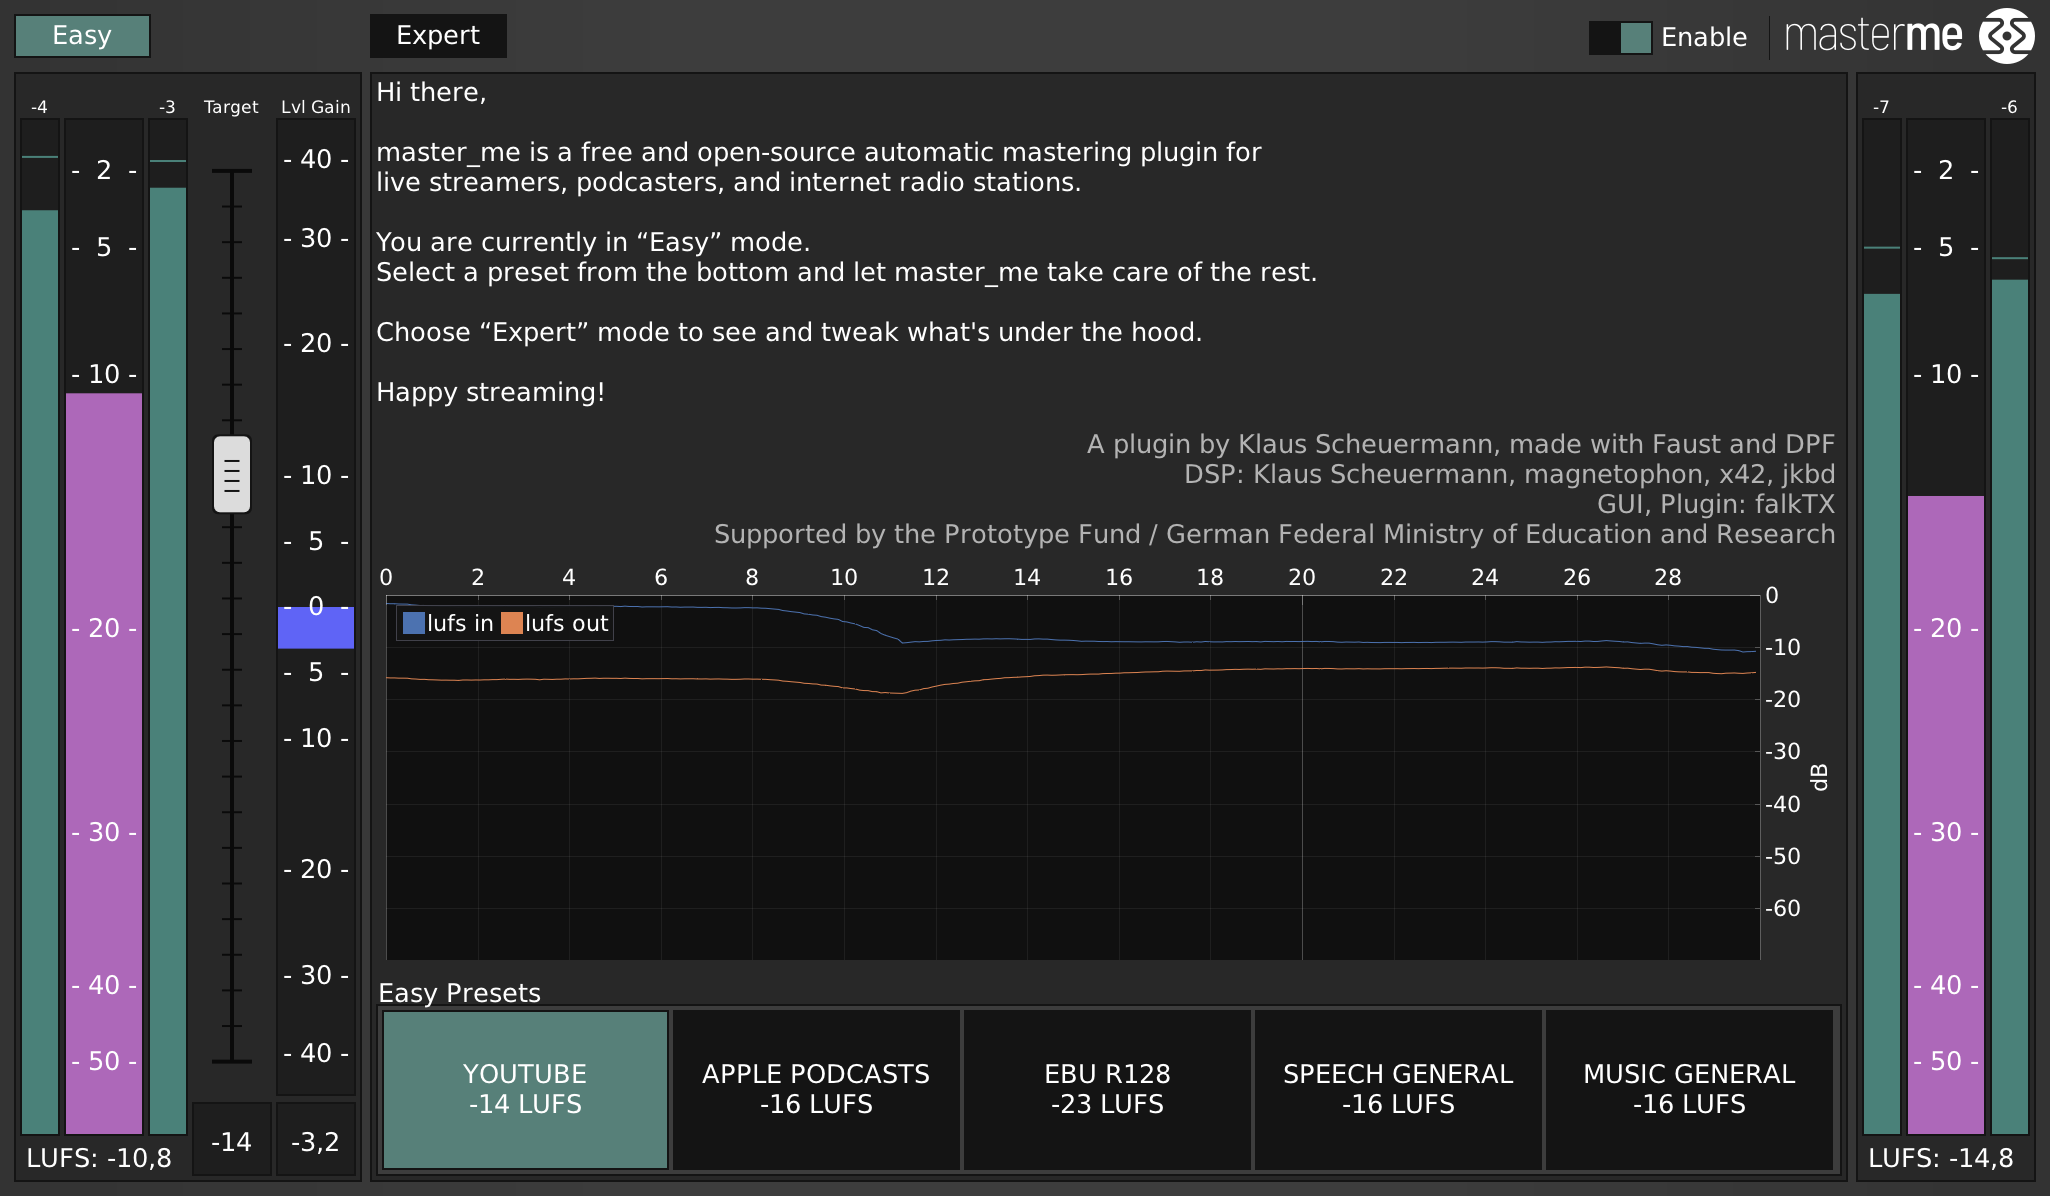 Easy
Expert
Enable
masterme
-4
-3
Target
Lvl Gain
- 2 -
- 5 -
- 10 -
- 20 -
- 30 -
- 40 -
- 50 -
LUFS: -10,8
-14
- 40 -
- 30 -
- 20 -
- 10 -
- 5 -
- 0 -
- 5 -
- 10 -
- 20 -
- 30 -
- 40 -
-3,2
Hi there,
master_me is a free and open-source automatic mastering plugin for
live streamers, podcasters, and internet radio stations.
You are currently in “Easy” mode.
Select a preset from the bottom and let master_me take care of the rest.
Choose “Expert” mode to see and tweak what's under the hood.
Happy streaming!
A plugin by Klaus Scheuermann, made with Faust and DPF
DSP: Klaus Scheuermann, magnetophon, x42, jkbd
GUI, Plugin: falkTX
Supported by the Prototype Fund / German Federal Ministry of Education and Research
0 2 4 6 8 10 12 14 16 18 20 22 24 26 28
lufs in lufs out
0
-10
-20
-30
-40
-50
-60
dB
Easy Presets
YOUTUBE
-14 LUFS
APPLE PODCASTS
-16 LUFS
EBU R128
-23 LUFS
SPEECH GENERAL
-16 LUFS
MUSIC GENERAL
-16 LUFS
-7
-6
- 2 -
- 5 -
- 10 -
- 20 -
- 30 -
- 40 -
- 50 -
LUFS: -14,8